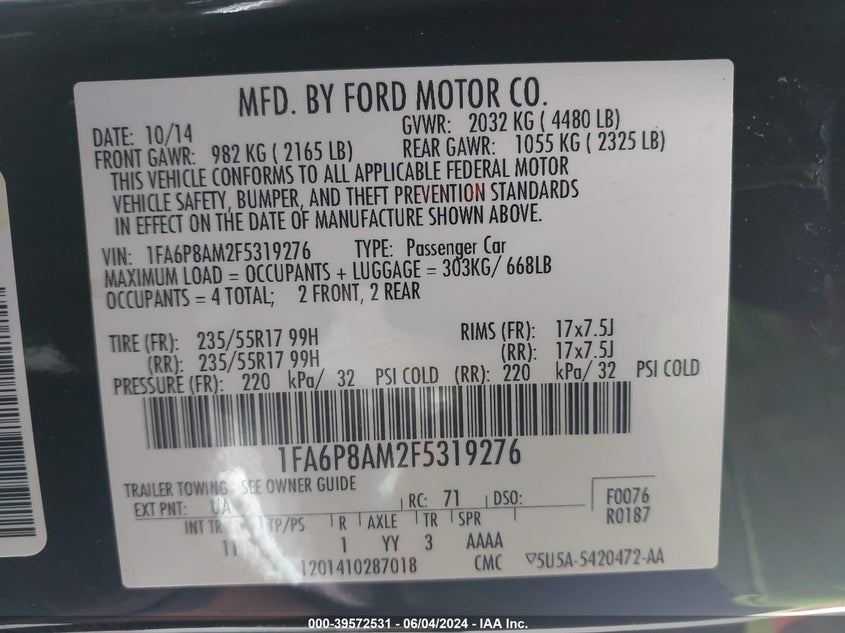 MFD. BY FORD MOTOR CO.
DATE: 10/14 GVWR: 2032 KG ( 4480 LB)
FRONT GAWR: 982 KG ( 2165 LB) REAR GAWR: 1055 KG ( 2325 LB)
THIS VEHICLE CONFORMS TO ALL APPLICABLE FEDERAL MOTOR
VEHICLE SAFETY, BUMPER, AND THEFT PREVENTION STANDARDS
IN EFFECT ON THE DATE OF MANUFACTURE SHOWN ABOVE.
VIN: 1FA6P8AM2F5319276 TYPE: Passenger Car
MAXIMUM LOAD = OCCUPANTS + LUGGAGE = 303KG/ 668LB
OCCUPANTS = 4 TOTAL; 2 FRONT, 2 REAR
TIRE (FR): 235/55R17 99H RIMS (FR): 17x7.5J
(RR): 235/55R17 99H (RR): 17x7.5J
PRESSURE (FR): 220 kPa/ 32 PSI COLD (RR): 220 kPa/ 32 PSI COLD
1FA6P8AM2F5319276
TRAILER TOWING - SEE OWNER GUIDE
EXT PNT: UA RC: 71 DSO: F0076
INT TR TP/PS R AXLE TR SPR R0187
1 YY 3 AAAA
1201410287018 CMC 5U5A-5420472-AA
000-39572531 - 06/04/2024 - IAA Inc.